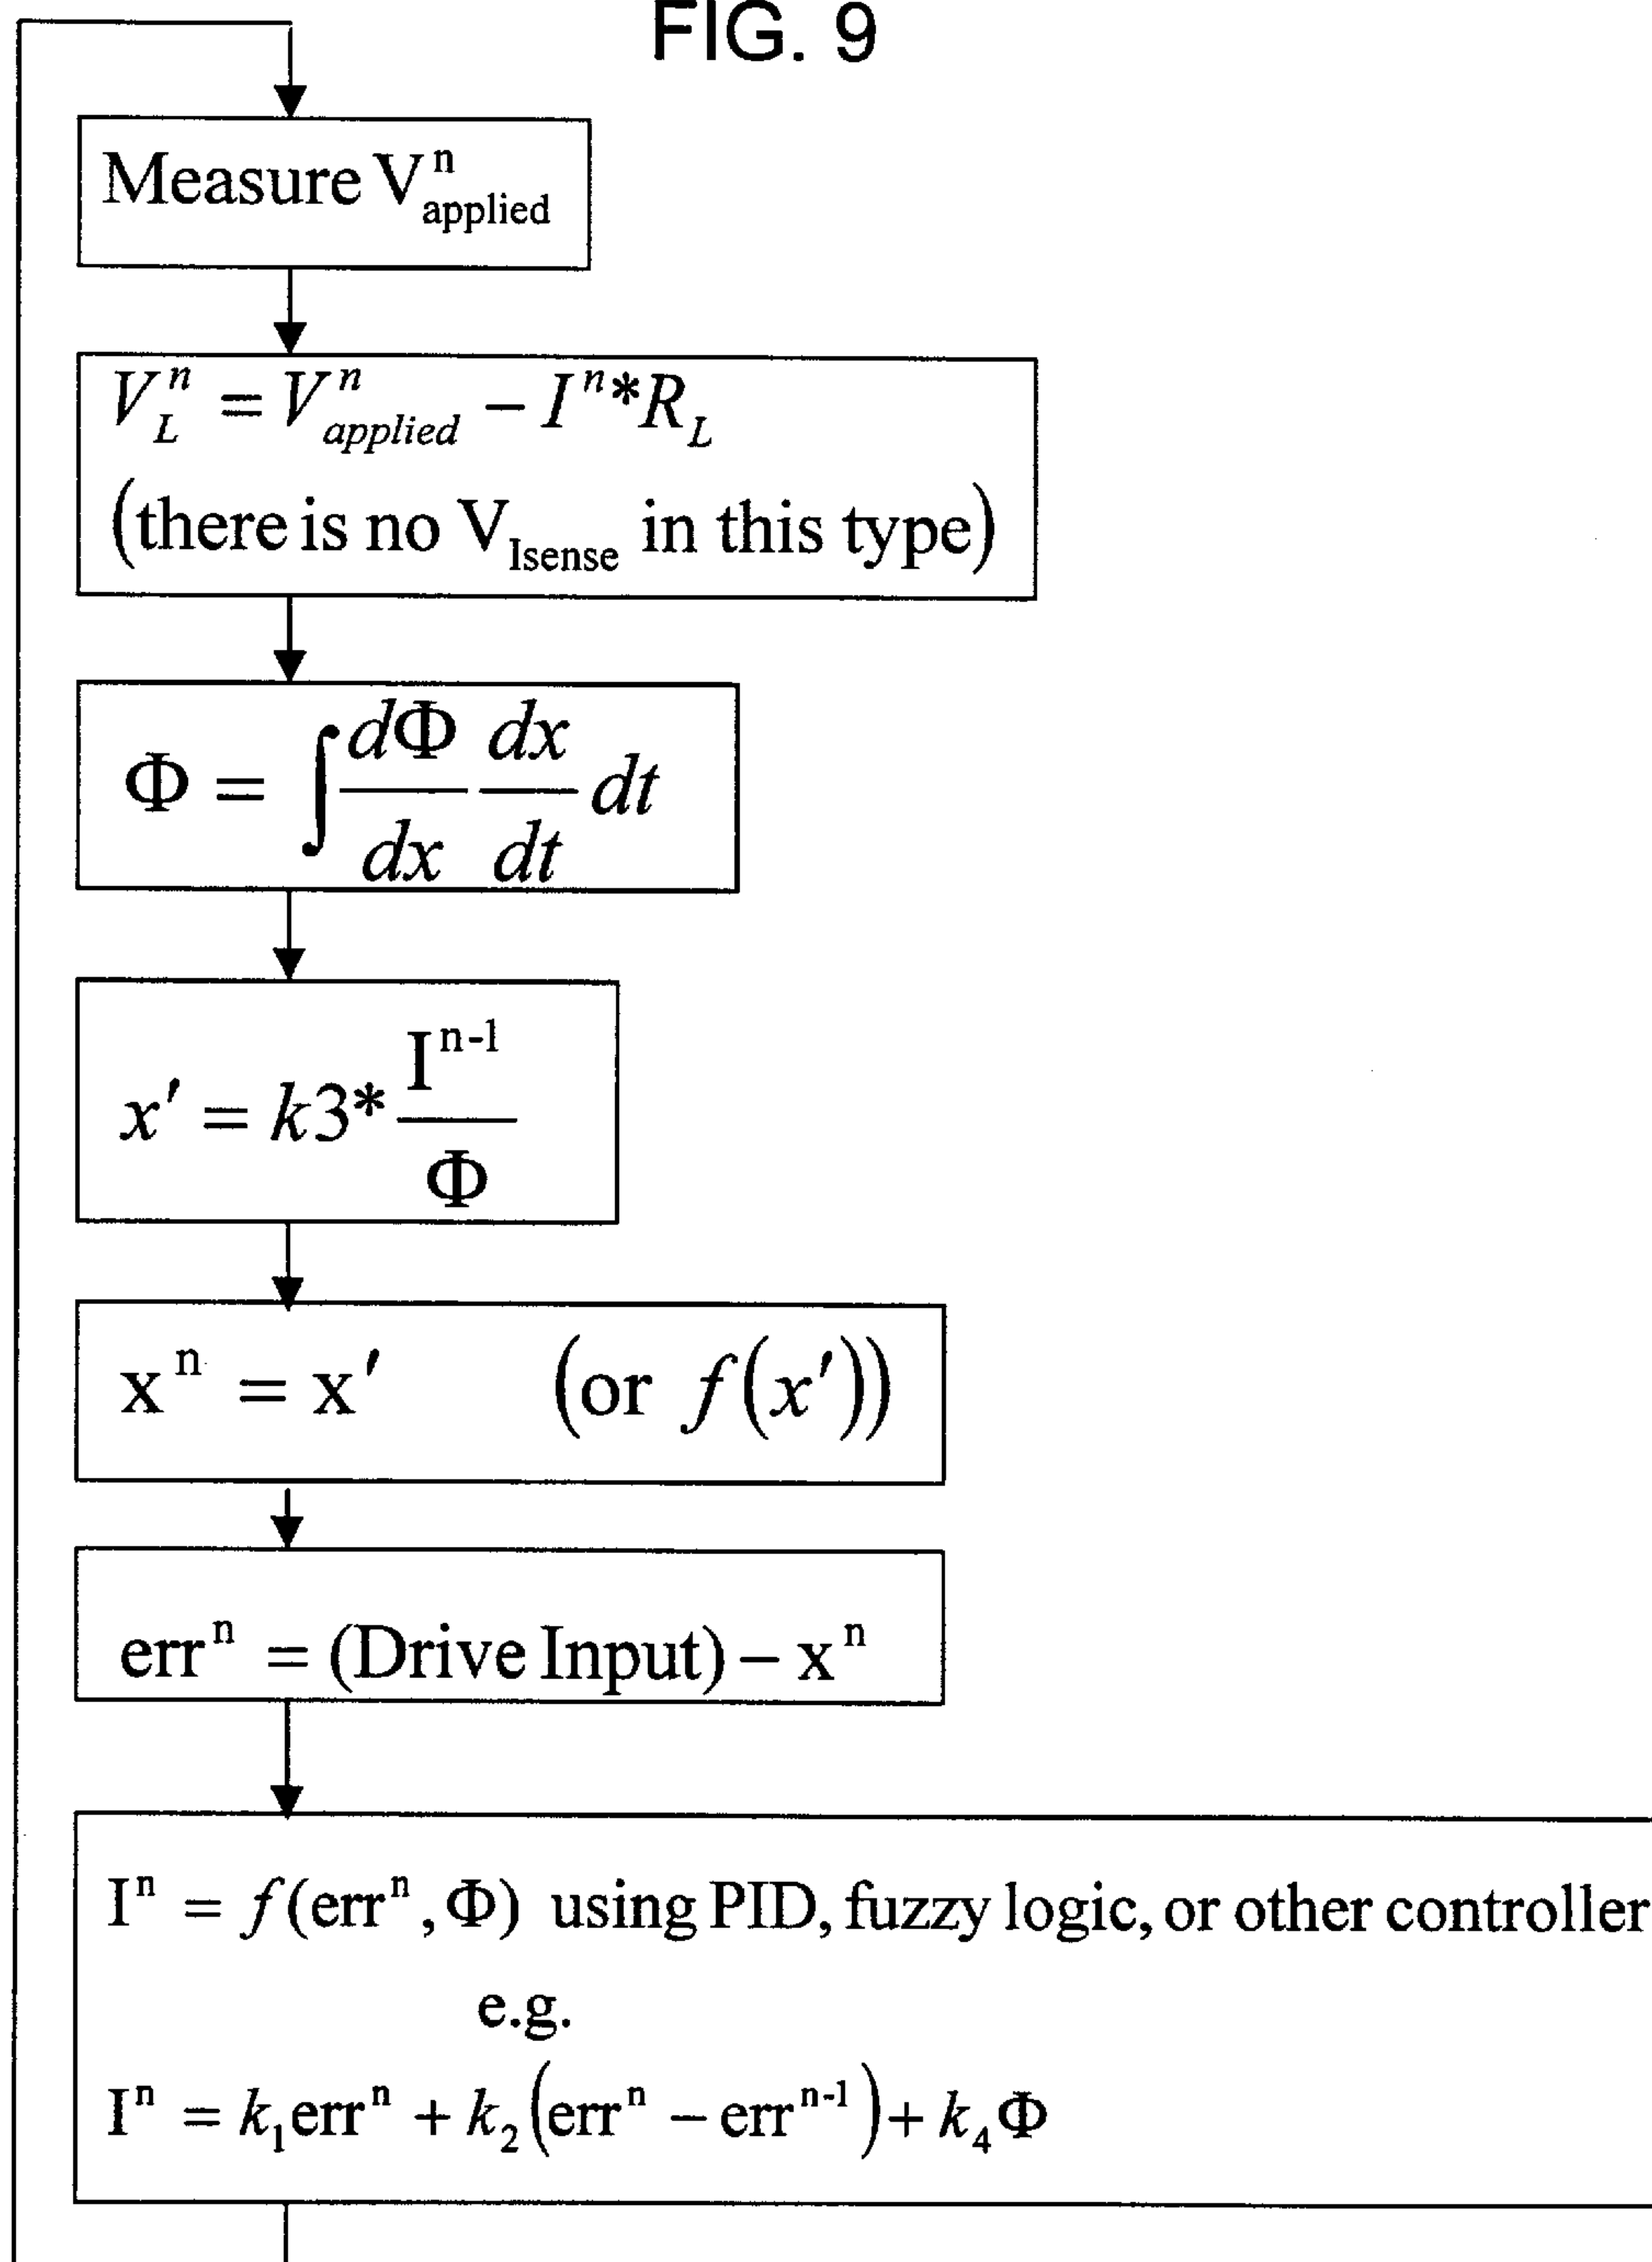 FIG. 9
Measure V^n_applied
V_L^n = V^n_applied − I^n*R_L
(there is no V_Isense in this type)
Φ = ∫ dΦ/dx dx/dt dt
x′ = k3* I^n-1/Φ
x^n = x′ (or f(x′))
err^n = (Drive Input) − x^n
I^n = f(err^n, Φ) using PID, fuzzy logic, or other controller
e.g.
I^n = k_1err^n + k_2(err^n − err^n-1) + k_4Φ